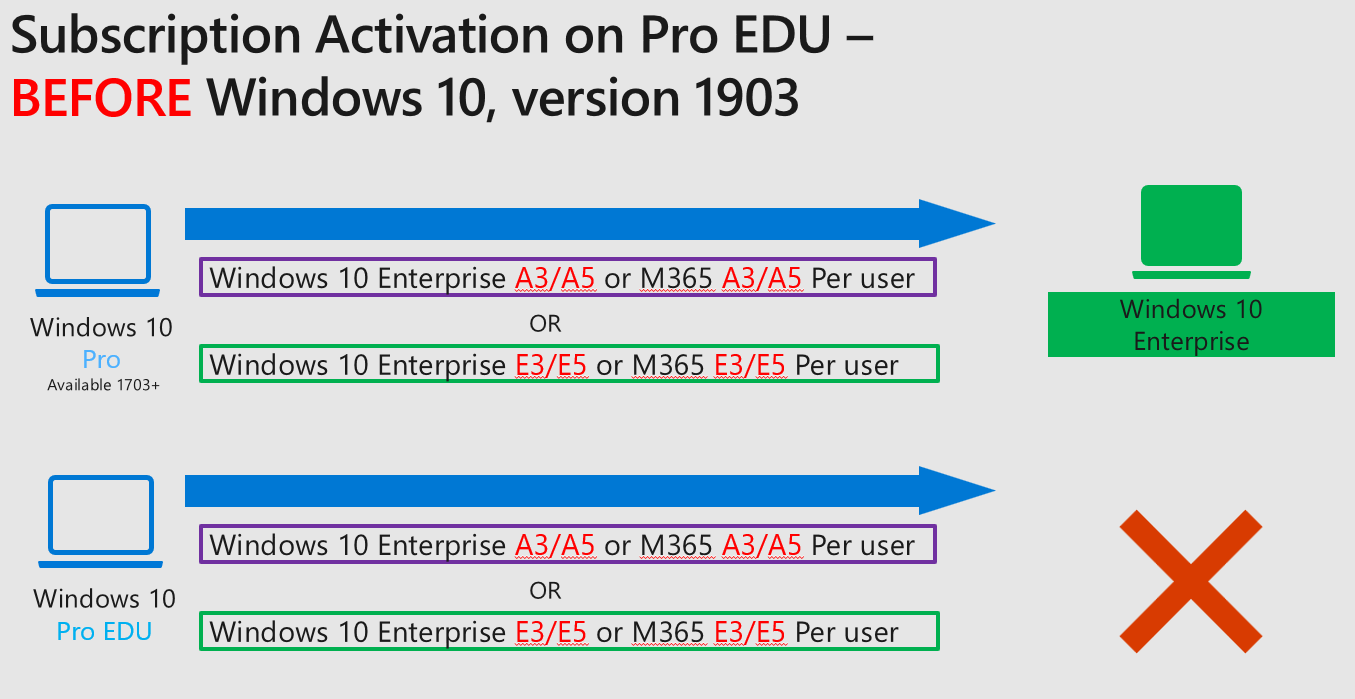 Subscription Activation on Pro EDU –
BEFORE Windows 10, version 1903
Windows 10 Enterprise A3/A5 or M365 A3/A5 Per user
OR
Windows 10 Enterprise E3/E5 or M365 E3/E5 Per user
Windows 10
Pro
Available 1703+
Windows 10
Enterprise
Windows 10 Enterprise A3/A5 or M365 A3/A5 Per user
OR
Windows 10 Enterprise E3/E5 or M365 E3/E5 Per user
Windows 10
Pro EDU